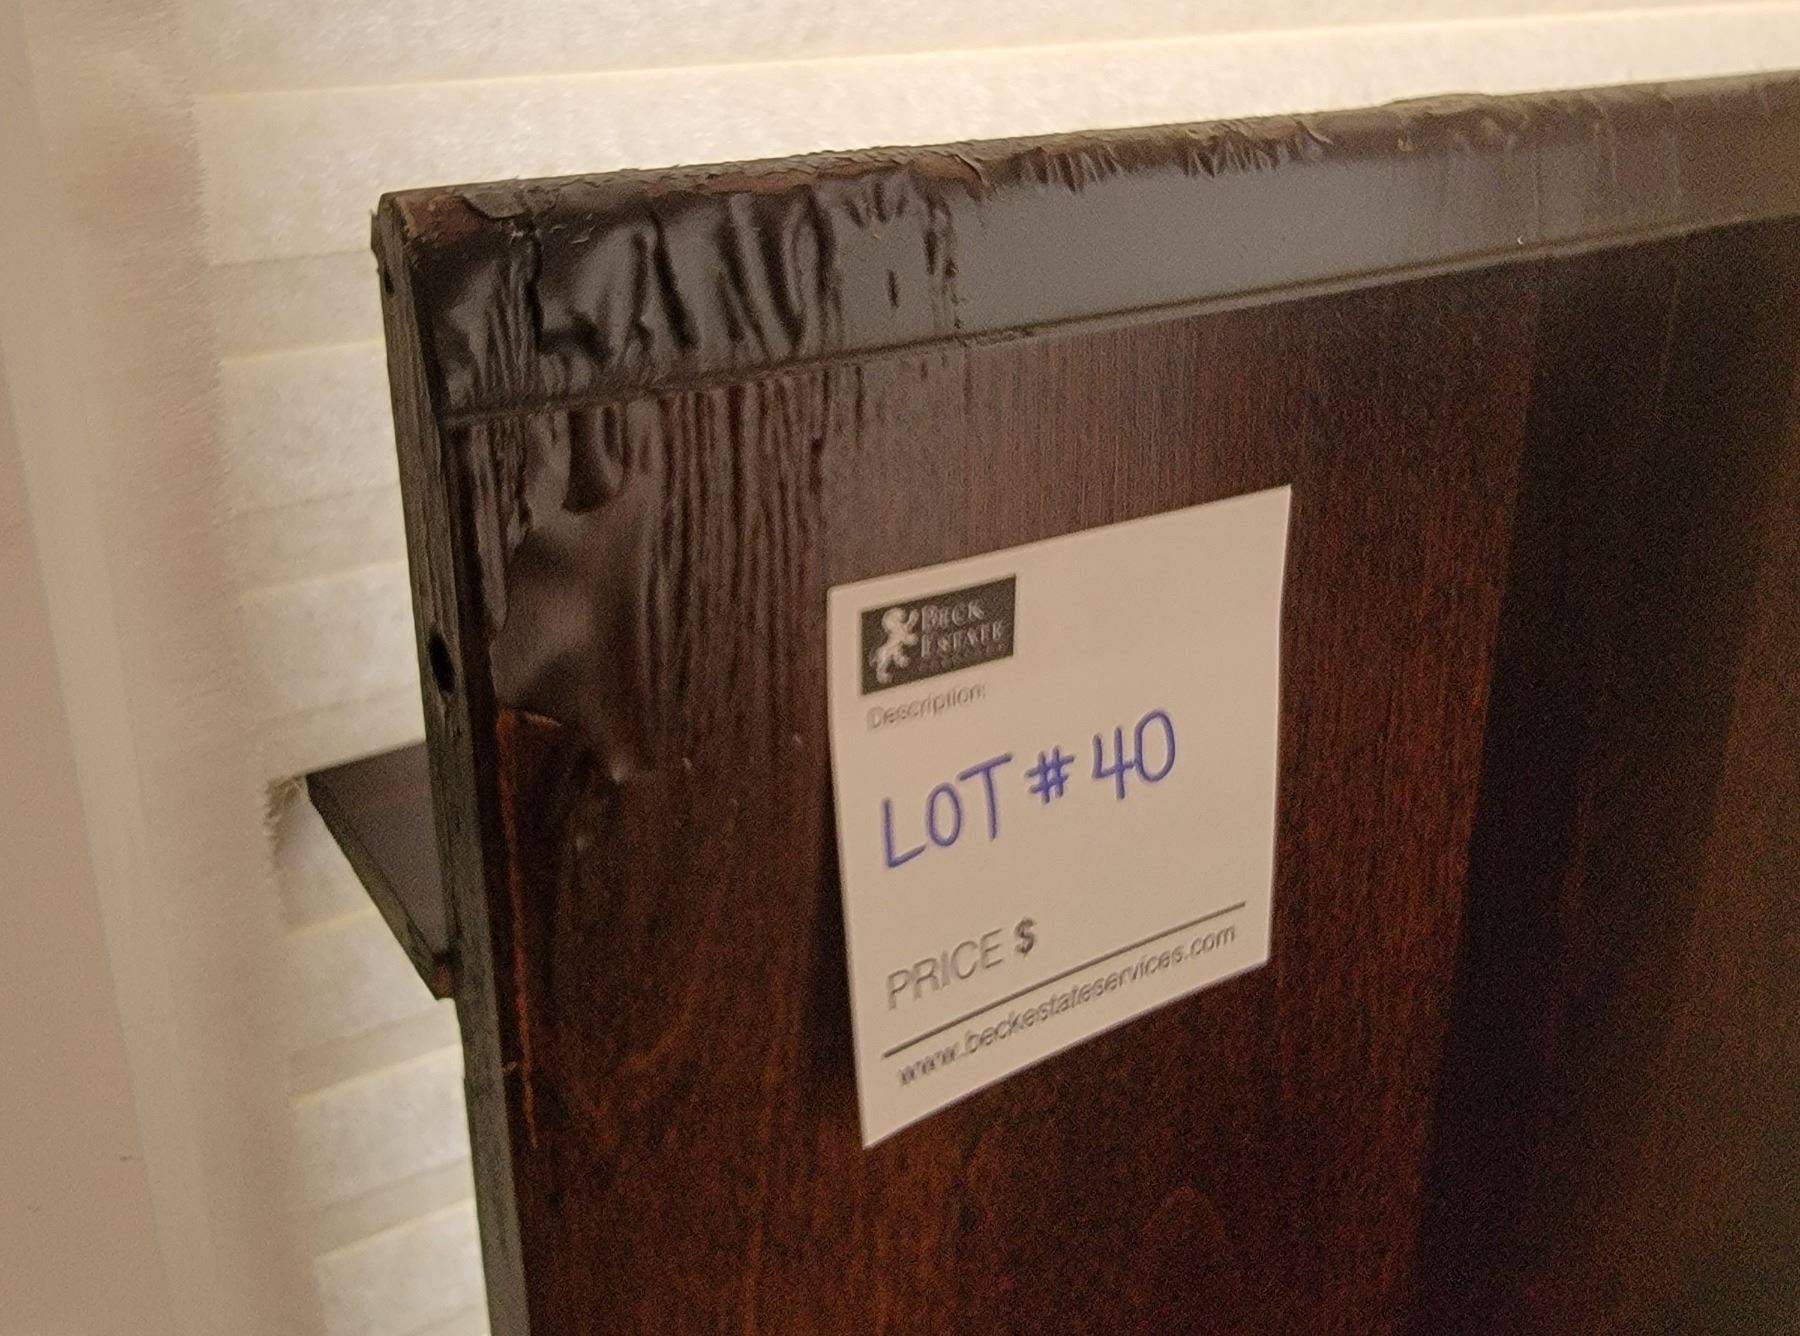 BECK
ESTATE
Description:
LOT # 40
PRICE $
www.beckestateservices.com